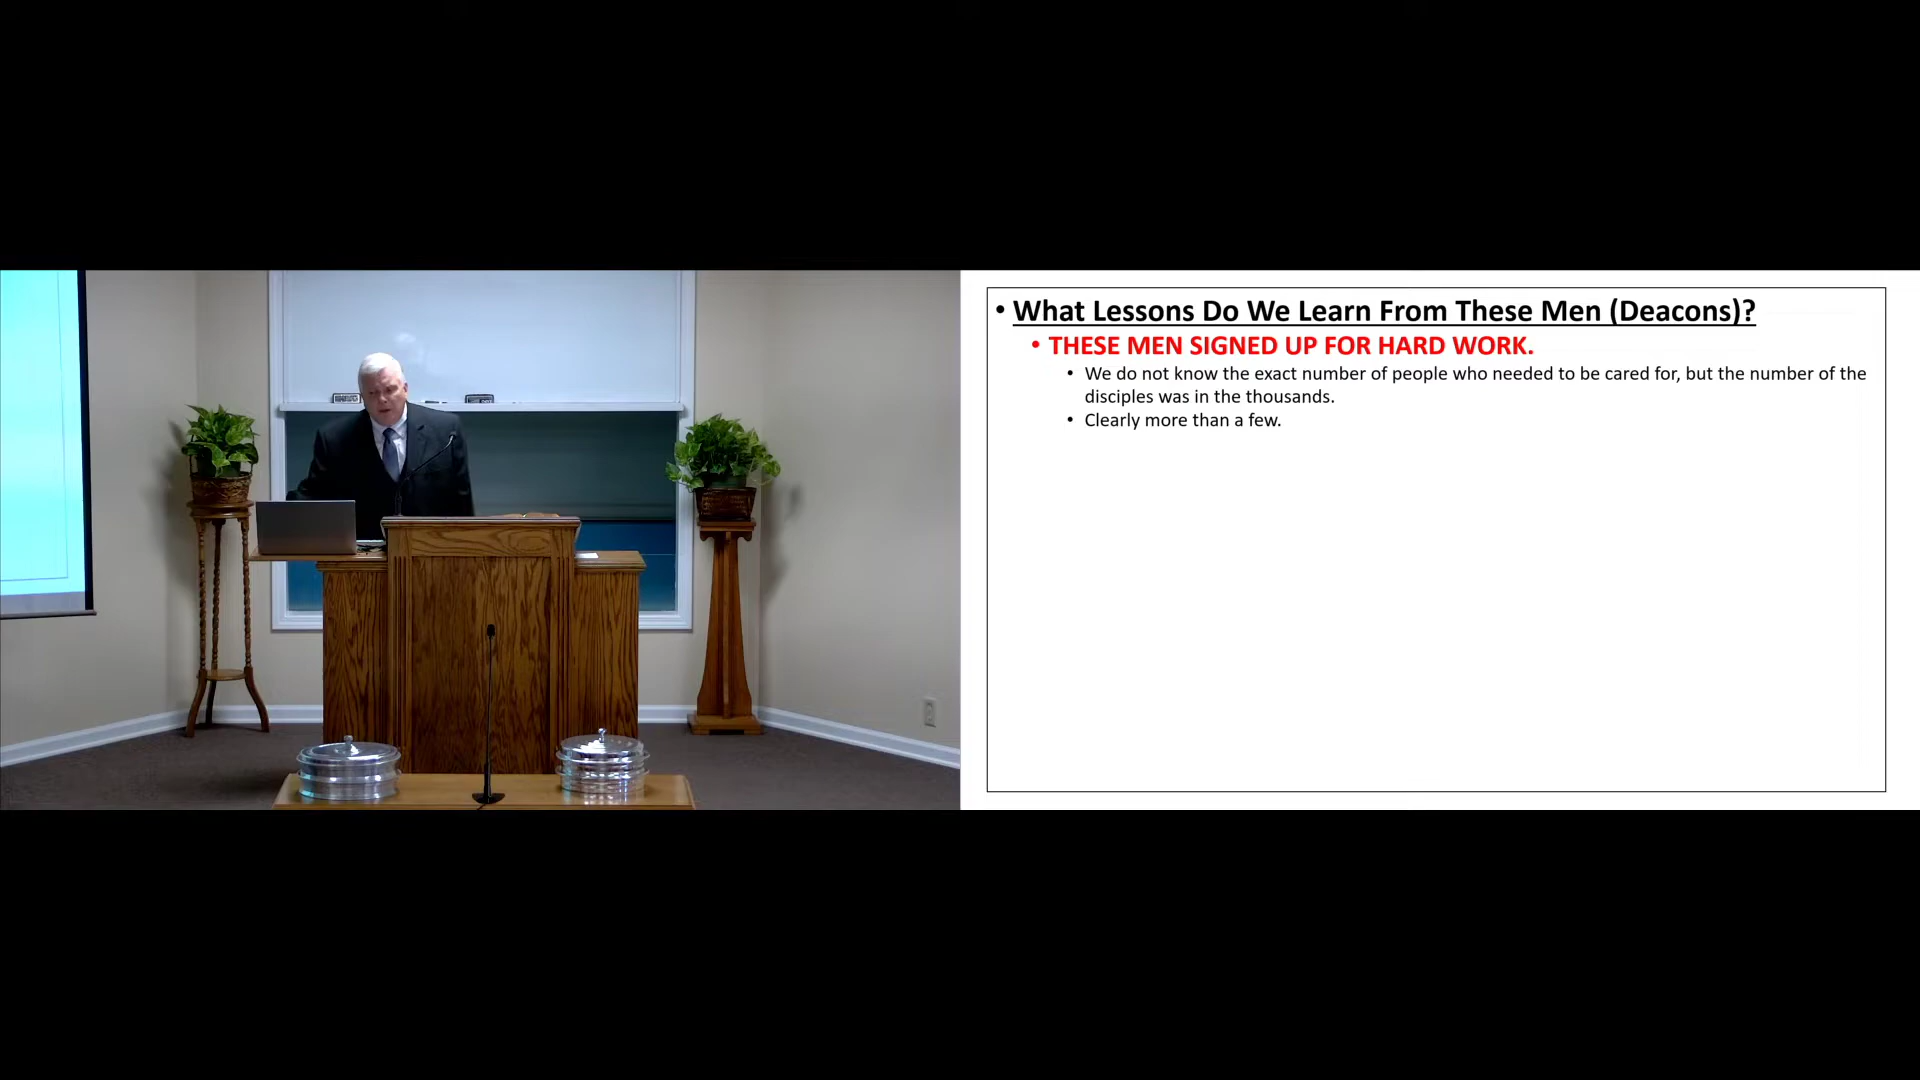 • What Lessons Do We Learn From These Men (Deacons)?
• THESE MEN SIGNED UP FOR HARD WORK.
• We do not know the exact number of people who needed to be cared for, but the number of the
disciples was in the thousands.
• Clearly more than a few.